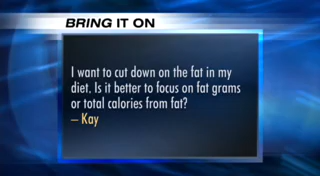 BRING IT ON
I want to cut down on the fat in my
diet. Is it better to focus on fat grams
or total calories from fat?
– Kay